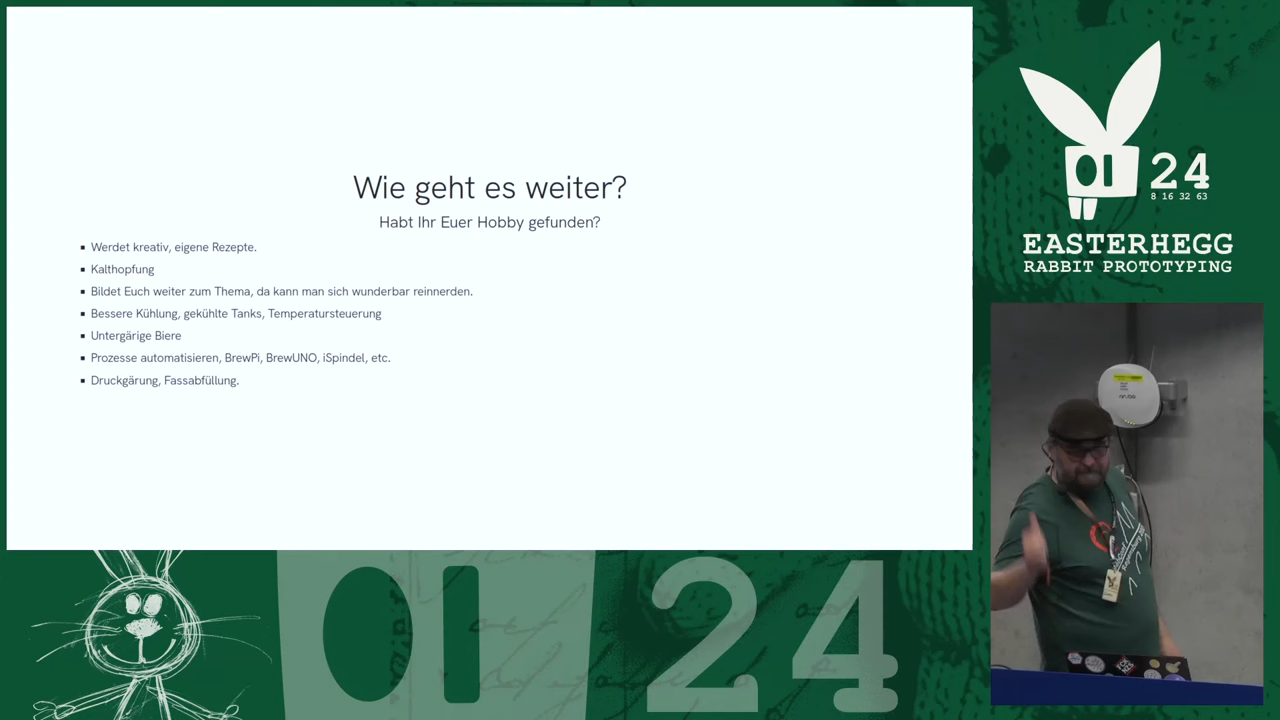 Wie geht es weiter?
Habt Ihr Euer Hobby gefunden?
▪ Werdet kreativ, eigene Rezepte.
▪ Kalthopfung
▪ Bildet Euch weiter zum Thema, da kann man sich wunderbar reinnerden.
▪ Bessere Kühlung, gekühlte Tanks, Temperatursteuerung
▪ Untergärige Biere
▪ Prozesse automatisieren, BrewPi, BrewUNO, iSpindel, etc.
▪ Druckgärung, Fassabfüllung.
24
8 16 32 63
EASTERHEGG
RABBIT PROTOTYPING
24